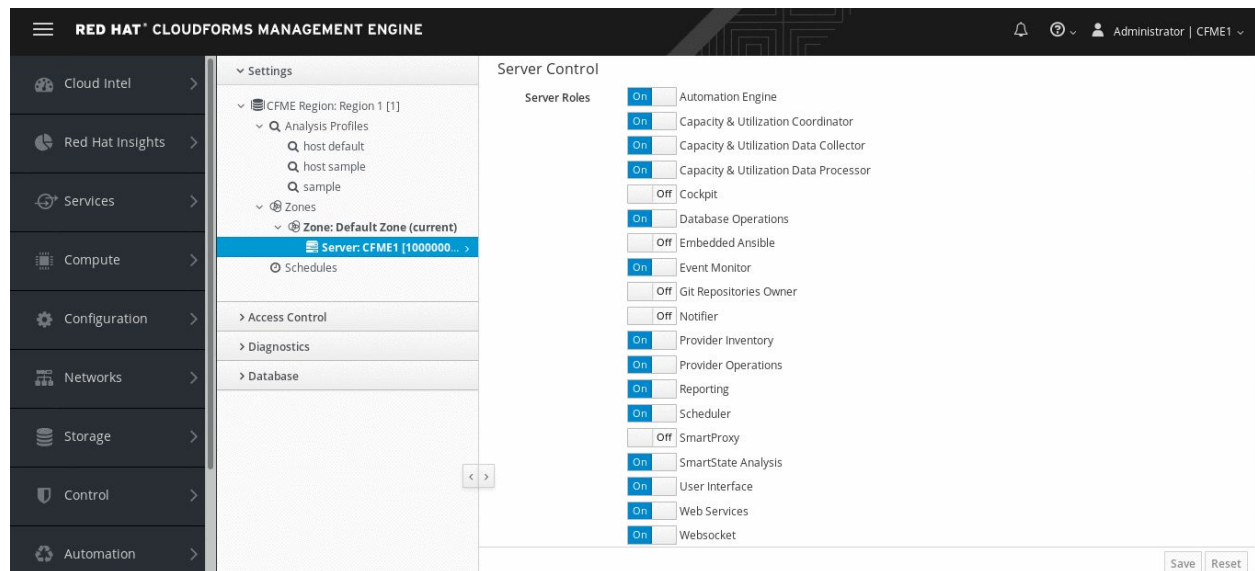 RED HAT® CLOUDFORMS MANAGEMENT ENGINE
Administrator | CFME1
Cloud Intel
Red Hat Insights
Services
Compute
Configuration
Networks
Storage
Control
Automation
Settings
CFME Region: Region 1 [1]
Analysis Profiles
host default
host sample
sample
Zones
Zone: Default Zone (current)
Server: CFME1 [1000000...
Schedules
Access Control
Diagnostics
Database
Server Control
Server Roles
On Automation Engine
On Capacity & Utilization Coordinator
On Capacity & Utilization Data Collector
On Capacity & Utilization Data Processor
Off Cockpit
On Database Operations
Off Embedded Ansible
On Event Monitor
Off Git Repositories Owner
Off Notifier
On Provider Inventory
On Provider Operations
On Reporting
On Scheduler
Off SmartProxy
On SmartState Analysis
On User Interface
On Web Services
On Websocket
Save Reset